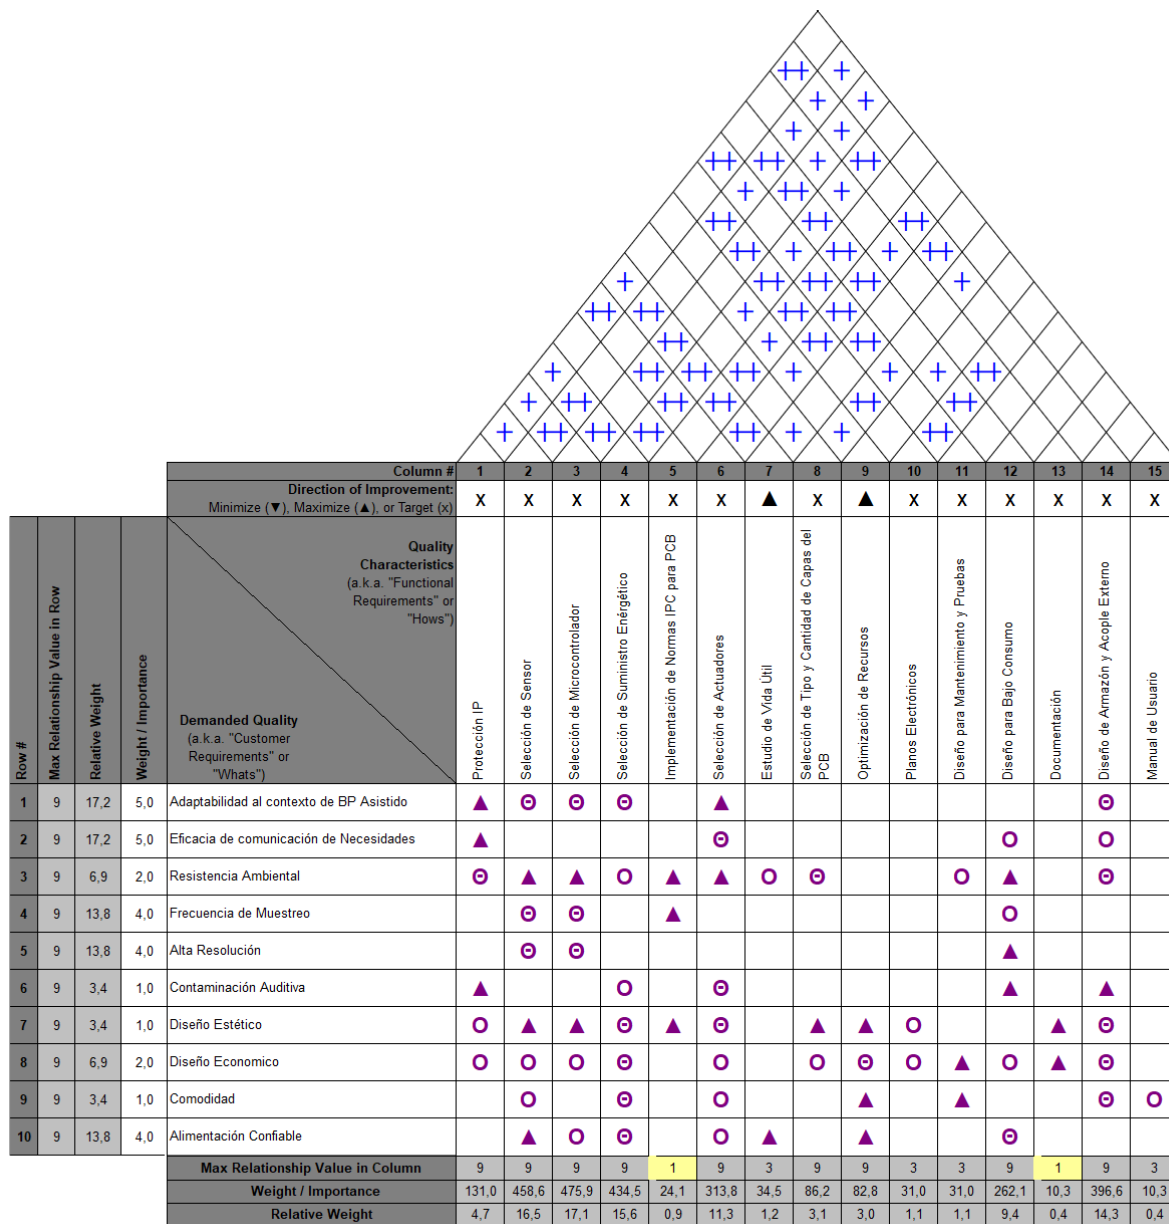 ++ +
+ +
+ +
++ ++ + ++
+ ++ +
++ ++ ++
++ + ++ + ++
+ ++ ++ ++ +
++ ++ + ++ ++
++ + ++ ++
+ ++ ++ ++ + + + ++
+ ++ ++ ++ ++ ++
+ ++ ++ ++ ++ + + ++
Column # 1 2 3 4 5 6 7 8 9 10 11 12 13 14 15
Direction of Improvement:
Minimize (▼), Maximize (▲), or Target (x) X X X X X X ▲ X ▲ X X X X X X
Row #
Max Relationship Value in Row
Relative Weight
Weight / Importance
Quality
Characteristics
(a.k.a. "Functional
Requirements" or
"Hows")
Demanded Quality
(a.k.a. "Customer
Requirements" or
"Whats")
Protección IP
Selección de Sensor
Selección de Microcontrolador
Selección de Suministro Enérgético
Implementación de Normas IPC para PCB
Selección de Actuadores
Estudio de Vida Útil
Selección de Tipo y Cantidad de Capas del
PCB
Optimización de Recursos
Planos Electrónicos
Diseño para Mantenimiento y Pruebas
Diseño para Bajo Consumo
Documentación
Diseño de Armazón y Acople Externo
Manual de Usuario
1 9 17,2 5,0 Adaptabilidad al contexto de BP Asistido ▲ Θ Θ Θ ▲ Θ
2 9 17,2 5,0 Eficacia de comunicación de Necesidades ▲ Θ Ο Ο
3 9 6,9 2,0 Resistencia Ambiental Θ ▲ ▲ Ο ▲ ▲ Ο Θ Ο ▲ Θ
4 9 13,8 4,0 Frecuencia de Muestreo Θ Θ ▲ Ο
5 9 13,8 4,0 Alta Resolución Θ Θ ▲
6 9 3,4 1,0 Contaminación Auditiva ▲ Ο Θ ▲ ▲
7 9 3,4 1,0 Diseño Estético Ο ▲ ▲ Θ ▲ Θ ▲ ▲ Ο ▲ Θ
8 9 6,9 2,0 Diseño Economico Ο Ο Ο Θ Ο Ο Θ Ο ▲ Ο ▲ Θ
9 9 3,4 1,0 Comodidad Ο Θ Ο ▲ ▲ Θ Ο
10 9 13,8 4,0 Alimentación Confiable ▲ Ο Θ Ο ▲ ▲ Θ
Max Relationship Value in Column 9 9 9 9 1 9 3 9 9 3 3 9 1 9 3
Weight / Importance 131,0 458,6 475,9 434,5 24,1 313,8 34,5 86,2 82,8 31,0 31,0 262,1 10,3 396,6 10,3
Relative Weight 4,7 16,5 17,1 15,6 0,9 11,3 1,2 3,1 3,0 1,1 1,1 9,4 0,4 14,3 0,4